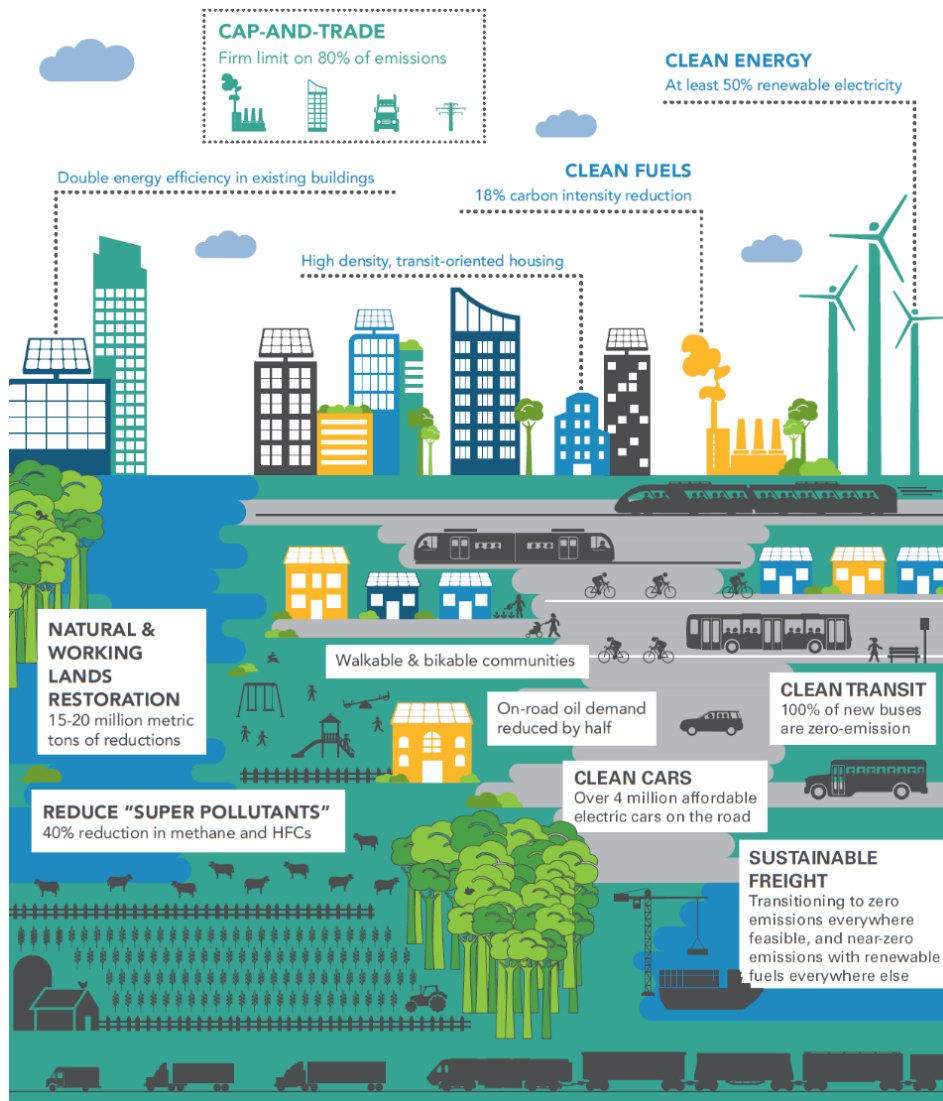 CAP-AND-TRADE
Firm limit on 80% of emissions
CLEAN ENERGY
At least 50% renewable electricity
Double energy efficiency in existing buildings
CLEAN FUELS
18% carbon intensity reduction
High density, transit-oriented housing
NATURAL &
WORKING
LANDS
RESTORATION
15-20 million metric
tons of reductions
Walkable & bikable communities
On-road oil demand
reduced by half
CLEAN TRANSIT
100% of new buses
are zero-emission
CLEAN CARS
Over 4 million affordable
electric cars on the road
REDUCE "SUPER POLLUTANTS"
40% reduction in methane and HFCs
SUSTAINABLE
FREIGHT
Transitioning to zero
emissions everywhere
feasible, and near-zero
emissions with renewable
fuels everywhere else